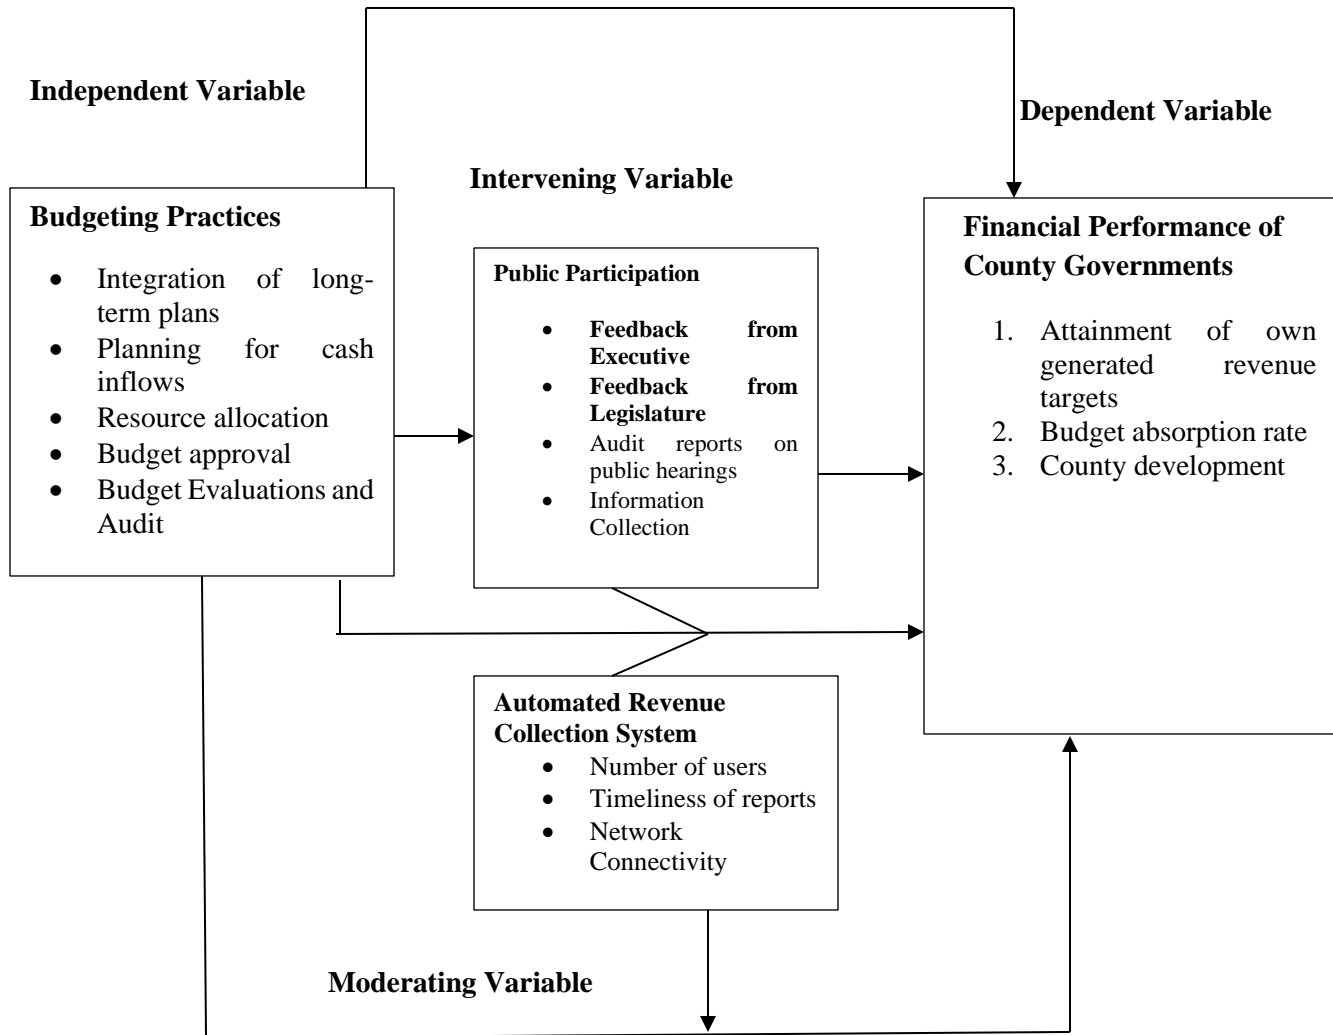 Independent Variable
Dependent Variable
Intervening Variable
Budgeting Practices
• Integration of long-
term plans
• Planning for cash
inflows
• Resource allocation
• Budget approval
• Budget Evaluations and
Audit
Public Participation
• Feedback from
Executive
• Feedback from
Legislature
• Audit reports on
public hearings
• Information
Collection
Financial Performance of
County Governments
1. Attainment of own
generated revenue
targets
2. Budget absorption rate
3. County development
Automated Revenue
Collection System
• Number of users
• Timeliness of reports
• Network
Connectivity
Moderating Variable